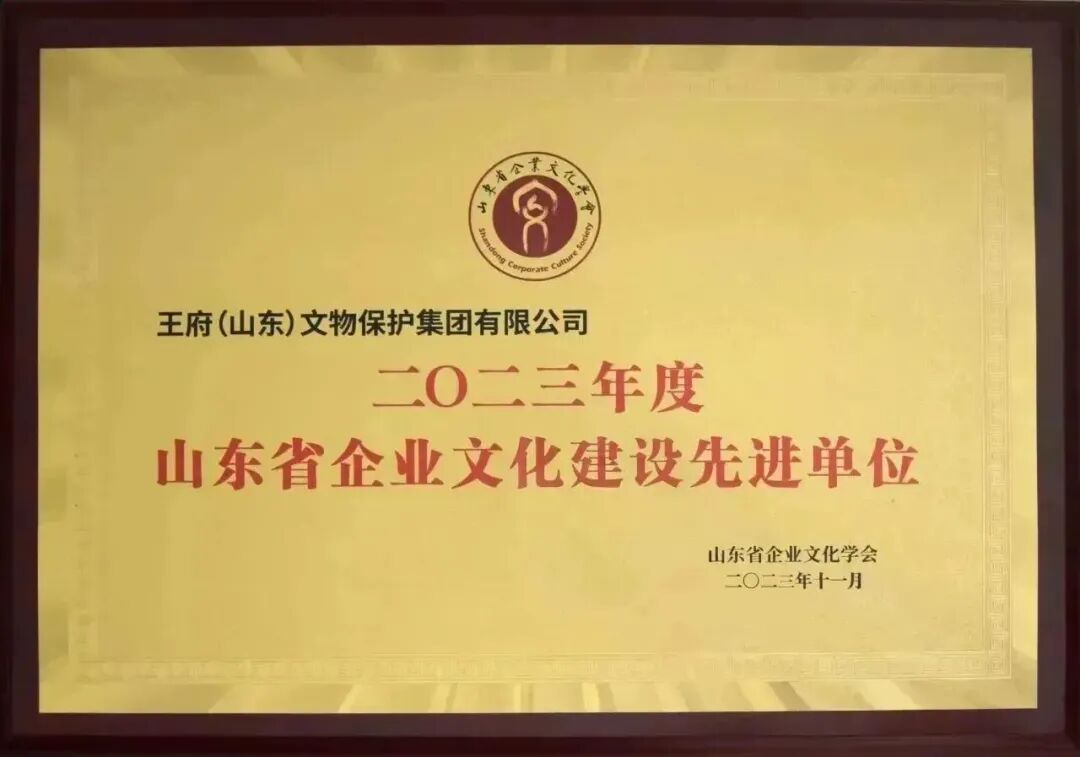 山东省企业文化学会
Shandong Corporate Culture Society
王府(山东)文物保护集团有限公司
二〇二三年度
山东省企业文化建设先进单位
山东省企业文化学会
二〇二三年十一月